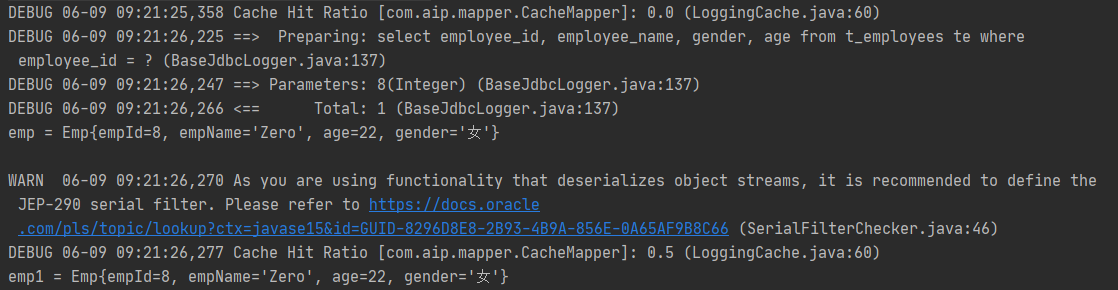 DEBUG 06-09 09:21:25,358 Cache Hit Ratio [com.aip.mapper.CacheMapper]: 0.0 (LoggingCache.java:60)
DEBUG 06-09 09:21:26,225 ==>  Preparing: select employee_id, employee_name, gender, age from t_employees te where
employee_id = ? (BaseJdbcLogger.java:137)
DEBUG 06-09 09:21:26,247 ==> Parameters: 8(Integer) (BaseJdbcLogger.java:137)
DEBUG 06-09 09:21:26,266 <==      Total: 1 (BaseJdbcLogger.java:137)
emp = Emp{empId=8, empName='Zero', age=22, gender='女'}
WARN  06-09 09:21:26,270 As you are using functionality that deserializes object streams, it is recommended to define the
JEP-290 serial filter. Please refer to https://docs.oracle
.com/pls/topic/lookup?ctx=javase15&id=GUID-8296D8E8-2B93-4B9A-856E-0A65AF9B8C66 (SerialFilterChecker.java:46)
DEBUG 06-09 09:21:26,277 Cache Hit Ratio [com.aip.mapper.CacheMapper]: 0.5 (LoggingCache.java:60)
emp1 = Emp{empId=8, empName='Zero', age=22, gender='女'}